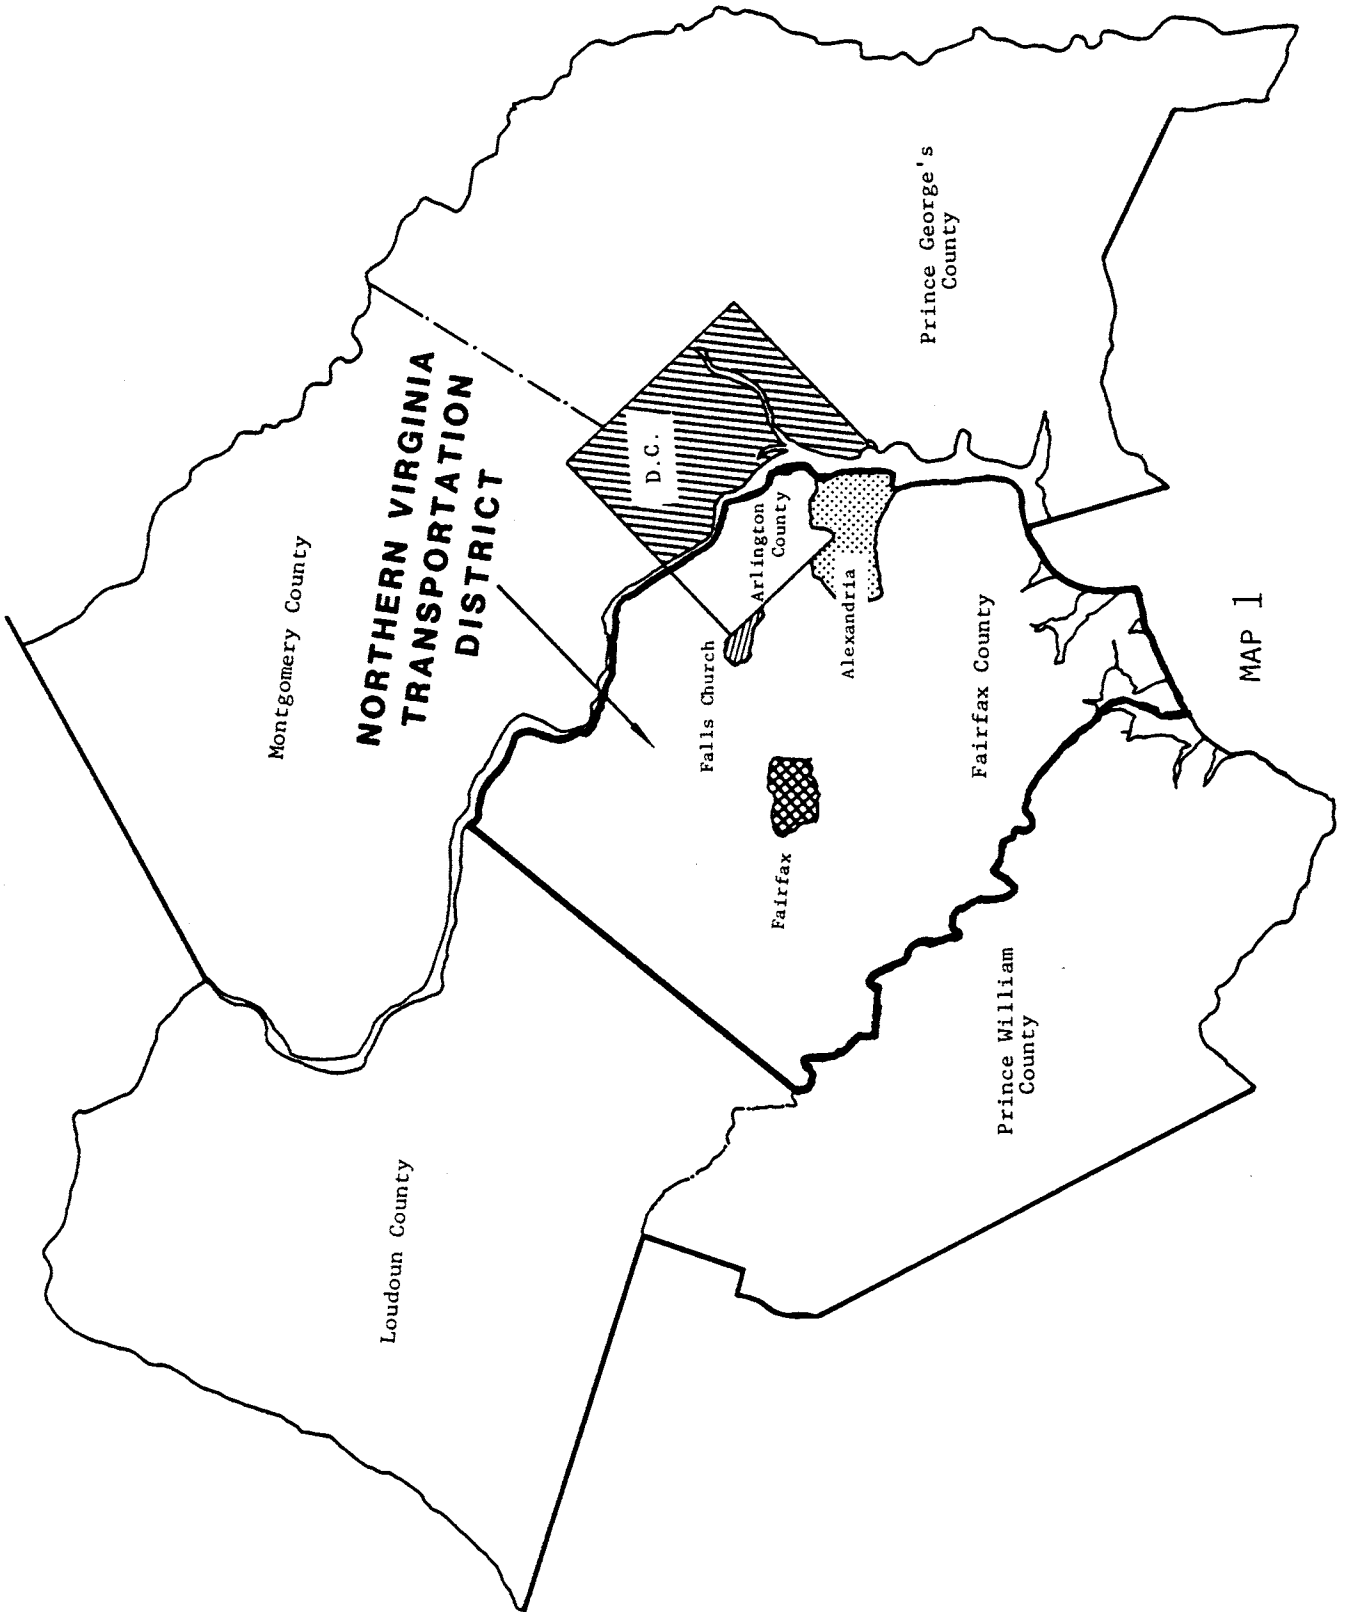 Montgomery County
NORTHERN VIRGINIA
TRANSPORTATION
DISTRICT
Loudoun County
D.C.
Prince George's
County
Arlington
County
Falls Church
Alexandria
Fairfax
Fairfax County
Prince William
County
MAP 1